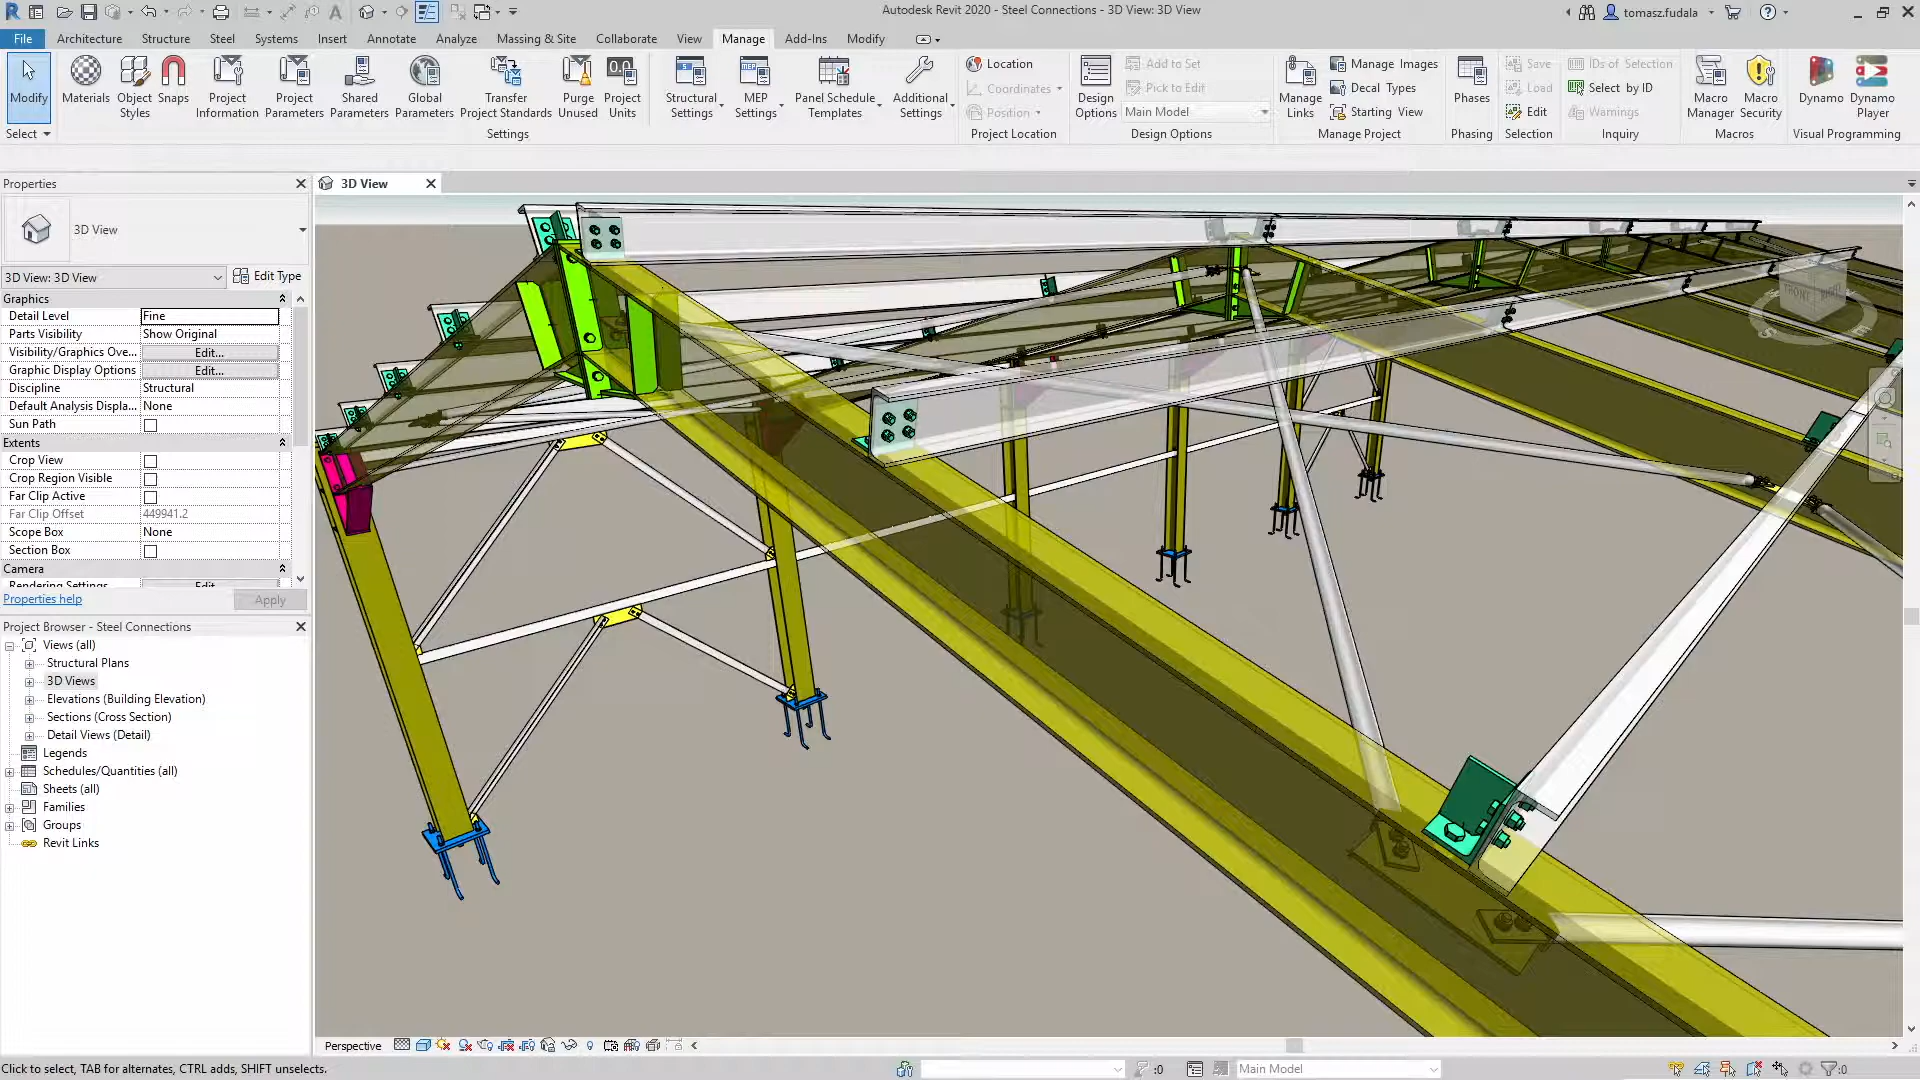 Autodesk Revit 2020 - Steel Connections - 3D View: 3D View
tomasz.fudala
File Architecture Structure Steel Systems Insert Annotate Analyze Massing & Site Collaborate View Manage Add-Ins Modify
Modify
Select
Materials
Object Styles
Snaps
Project Information
Project Parameters
Shared Parameters
Global Parameters
Transfer Project Standards
Purge Unused
Project Units
Settings
Structural Settings
MEP Settings
Panel Schedule Templates
Additional Settings
Location
Coordinates
Position
Project Location
Design Options
Add to Set
Pick to Edit
Main Model
Design Options
Manage Links
Manage Images
Decal Types
Starting View
Manage Project
Phases
Phasing
Save
Load
Edit
Selection
IDs of Selection
Select by ID
Warnings
Inquiry
Macro Manager
Macro Security
Macros
Dynamo
Dynamo Player
Visual Programming
Properties
3D View
3D View
3D View: 3D View
Edit Type
Graphics
Detail Level Fine
Parts Visibility Show Original
Visibility/Graphics Ove... Edit...
Graphic Display Options Edit...
Discipline Structural
Default Analysis Displa... None
Sun Path
Extents
Crop View
Crop Region Visible
Far Clip Active
Far Clip Offset 449941.2
Scope Box None
Section Box
Camera
Rendering Settings Edit...
Properties help
Apply
Project Browser - Steel Connections
Views (all)
Structural Plans
3D Views
Elevations (Building Elevation)
Sections (Cross Section)
Detail Views (Detail)
Legends
Schedules/Quantities (all)
Sheets (all)
Families
Groups
Revit Links
FRONT
S
Perspective
Click to select, TAB for alternates, CTRL adds, SHIFT unselects.
:0
Main Model
:0